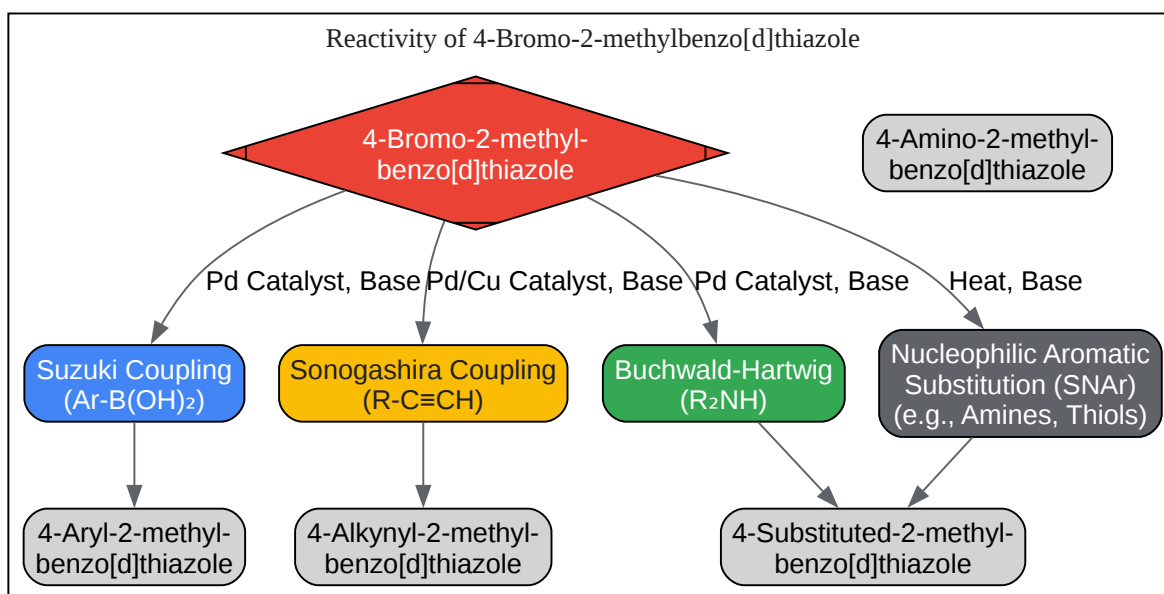 Reactivity of 4-Bromo-2-methylbenzo[d]thiazole
4-Bromo-2-methyl-
benzo[d]thiazole
4-Amino-2-methyl-
benzo[d]thiazole
Pd Catalyst, Base
Pd/Cu Catalyst, Base
Pd Catalyst, Base
Heat, Base
Suzuki Coupling
(Ar-B(OH)₂)
Sonogashira Coupling
(R-C≡CH)
Buchwald-Hartwig
(R₂NH)
Nucleophilic Aromatic
Substitution (SNAr)
(e.g., Amines, Thiols)
4-Aryl-2-methyl-
benzo[d]thiazole
4-Alkynyl-2-methyl-
benzo[d]thiazole
4-Substituted-2-methyl-
benzo[d]thiazole